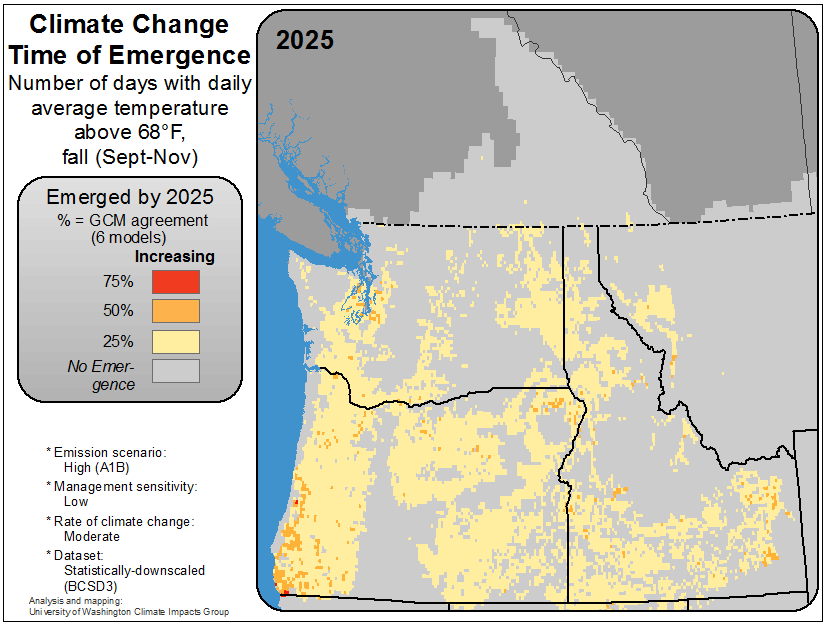 Climate Change
Time of Emergence
Number of days with daily
average temperature
above 68°F,
fall (Sept-Nov)
2025
Emerged by 2025
% = GCM agreement
(6 models)
Increasing
75%
50%
25%
No Emer-
gence
* Emission scenario:
High (A1B)
* Management sensitivity:
Low
* Rate of climate change:
Moderate
* Dataset:
Statistically-downscaled
(BCSD3)
Analysis and mapping:
University of Washington Climate Impacts Group